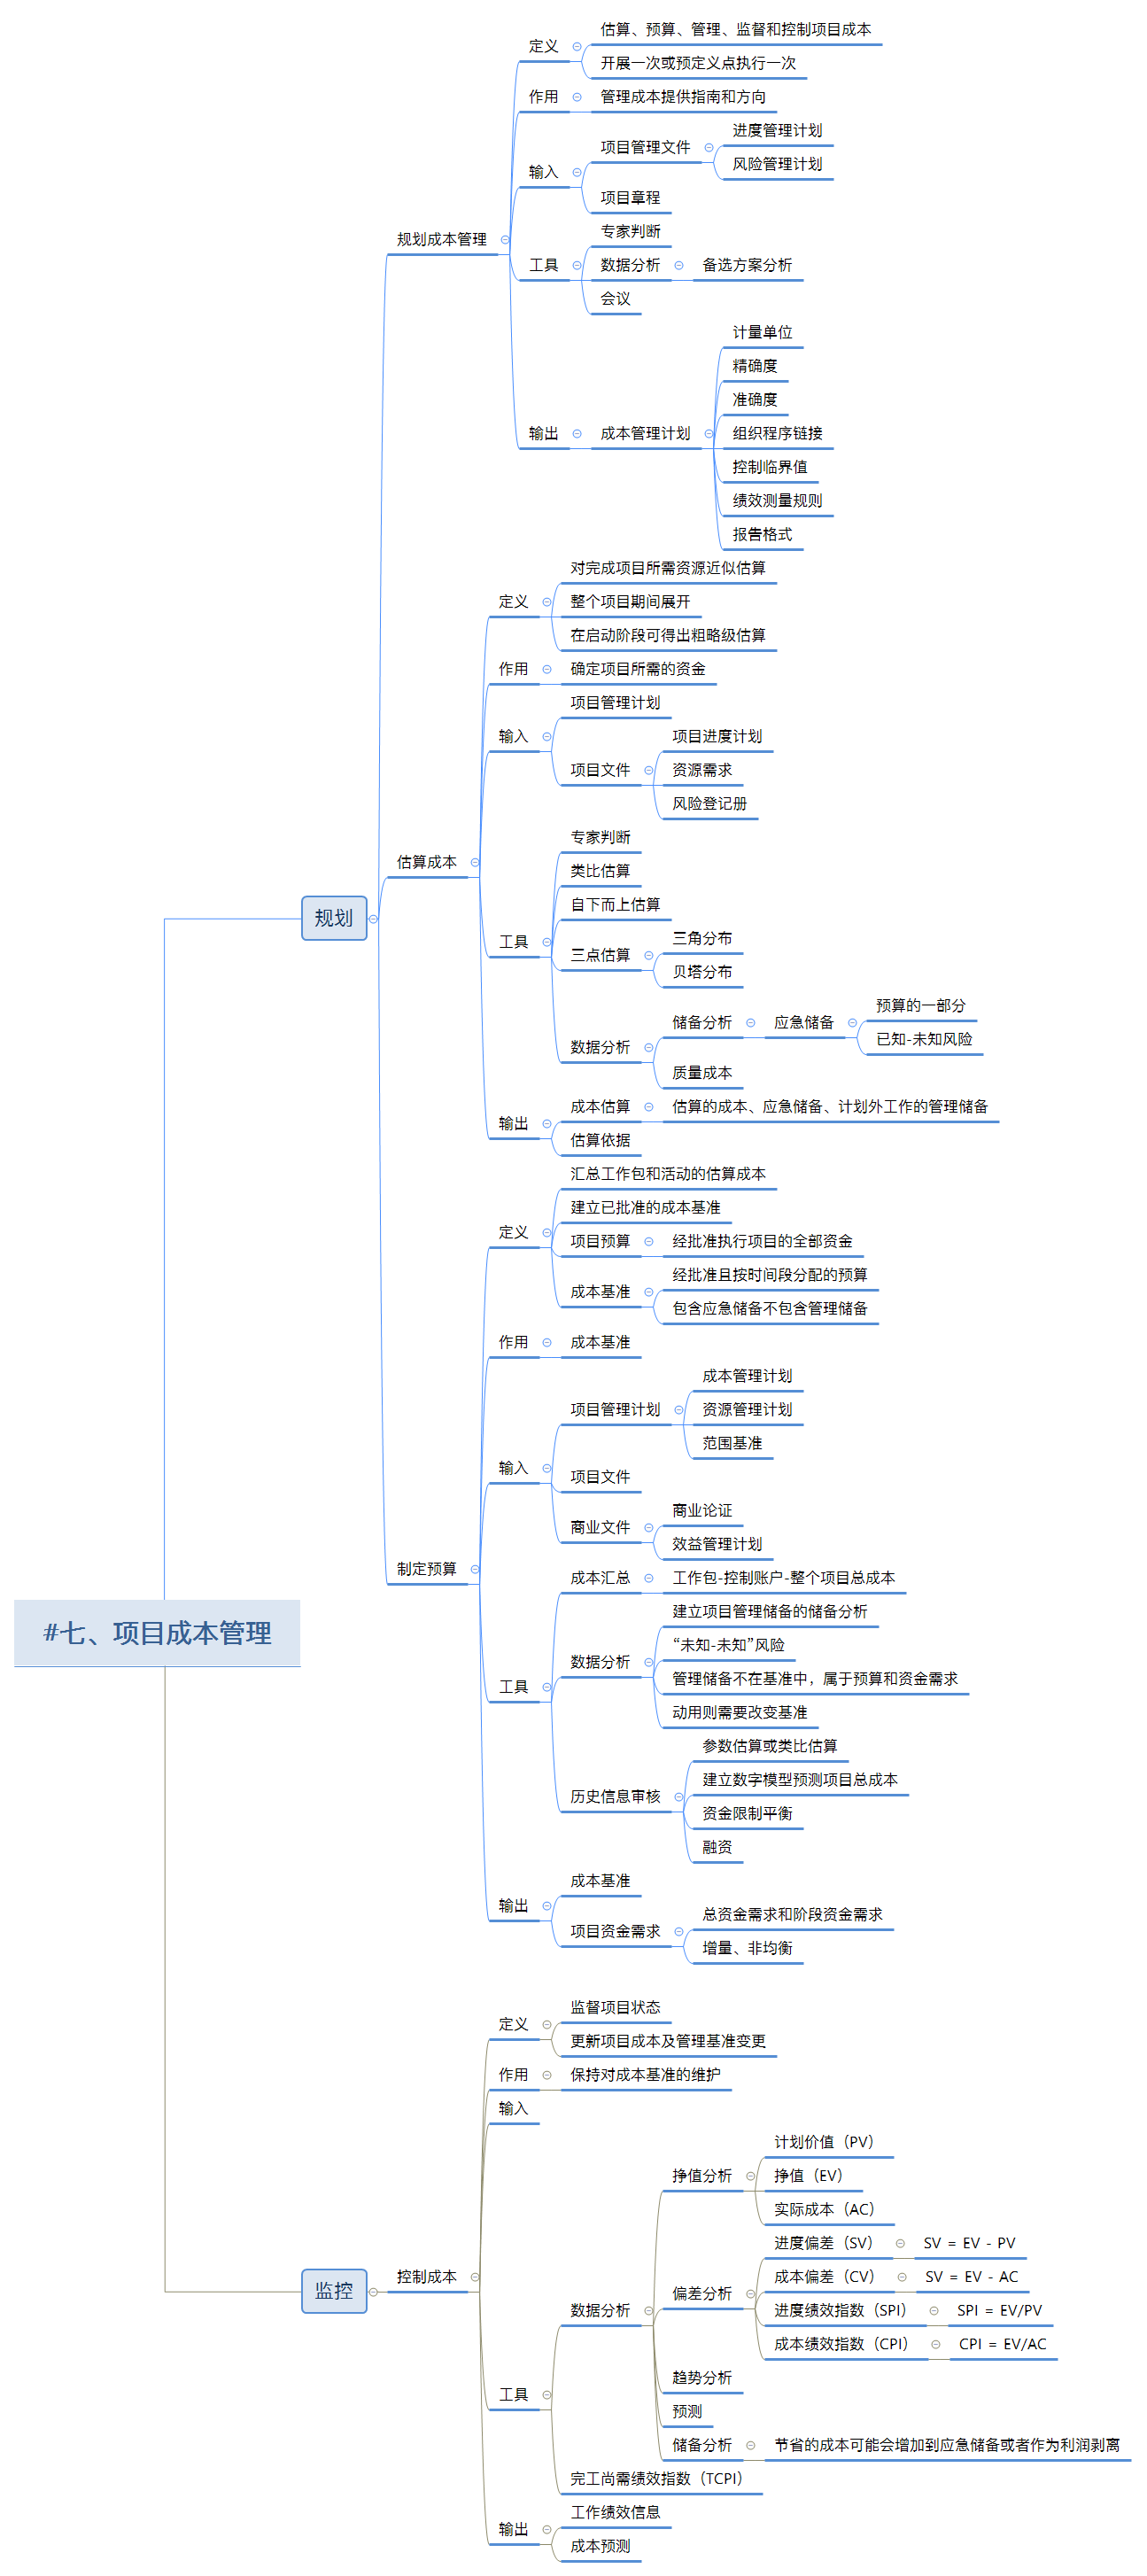 #七、项目成本管理
规划
规划成本管理
定义
估算、预算、管理、监督和控制项目成本
开展一次或预定义点执行一次
作用
管理成本提供指南和方向
输入
项目管理文件
进度管理计划
风险管理计划
项目章程
工具
专家判断
数据分析
备选方案分析
会议
输出
成本管理计划
计量单位
精确度
准确度
组织程序链接
控制临界值
绩效测量规则
报告格式
估算成本
定义
对完成项目所需资源近似估算
整个项目期间展开
在启动阶段可得出粗略级估算
作用
确定项目所需的资金
输入
项目管理计划
项目文件
项目进度计划
资源需求
风险登记册
工具
专家判断
类比估算
自下而上估算
三点估算
三角分布
贝塔分布
数据分析
储备分析
应急储备
预算的一部分
已知-未知风险
质量成本
输出
成本估算
估算的成本、应急储备、计划外工作的管理储备
估算依据
制定预算
定义
汇总工作包和活动的估算成本
建立已批准的成本基准
项目预算
经批准执行项目的全部资金
成本基准
经批准且按时间段分配的预算
包含应急储备不包含管理储备
作用
成本基准
输入
项目管理计划
成本管理计划
资源管理计划
范围基准
项目文件
商业文件
商业论证
效益管理计划
工具
成本汇总
工作包-控制账户-整个项目总成本
数据分析
建立项目管理储备的储备分析
“未知-未知”风险
管理储备不在基准中，属于预算和资金需求
动用则需要改变基准
历史信息审核
参数估算或类比估算
建立数字模型预测项目总成本
资金限制平衡
融资
输出
成本基准
项目资金需求
总资金需求和阶段资金需求
增量、非均衡
监控
控制成本
定义
监督项目状态
更新项目成本及管理基准变更
作用
保持对成本基准的维护
输入
工具
数据分析
挣值分析
计划价值（PV）
挣值（EV）
实际成本（AC）
偏差分析
进度偏差（SV）
SV = EV - PV
成本偏差（CV）
SV = EV - AC
进度绩效指数（SPI）
SPI = EV/PV
成本绩效指数（CPI）
CPI = EV/AC
趋势分析
预测
储备分析
节省的成本可能会增加到应急储备或者作为利润剥离
完工尚需绩效指数（TCPI）
输出
工作绩效信息
成本预测